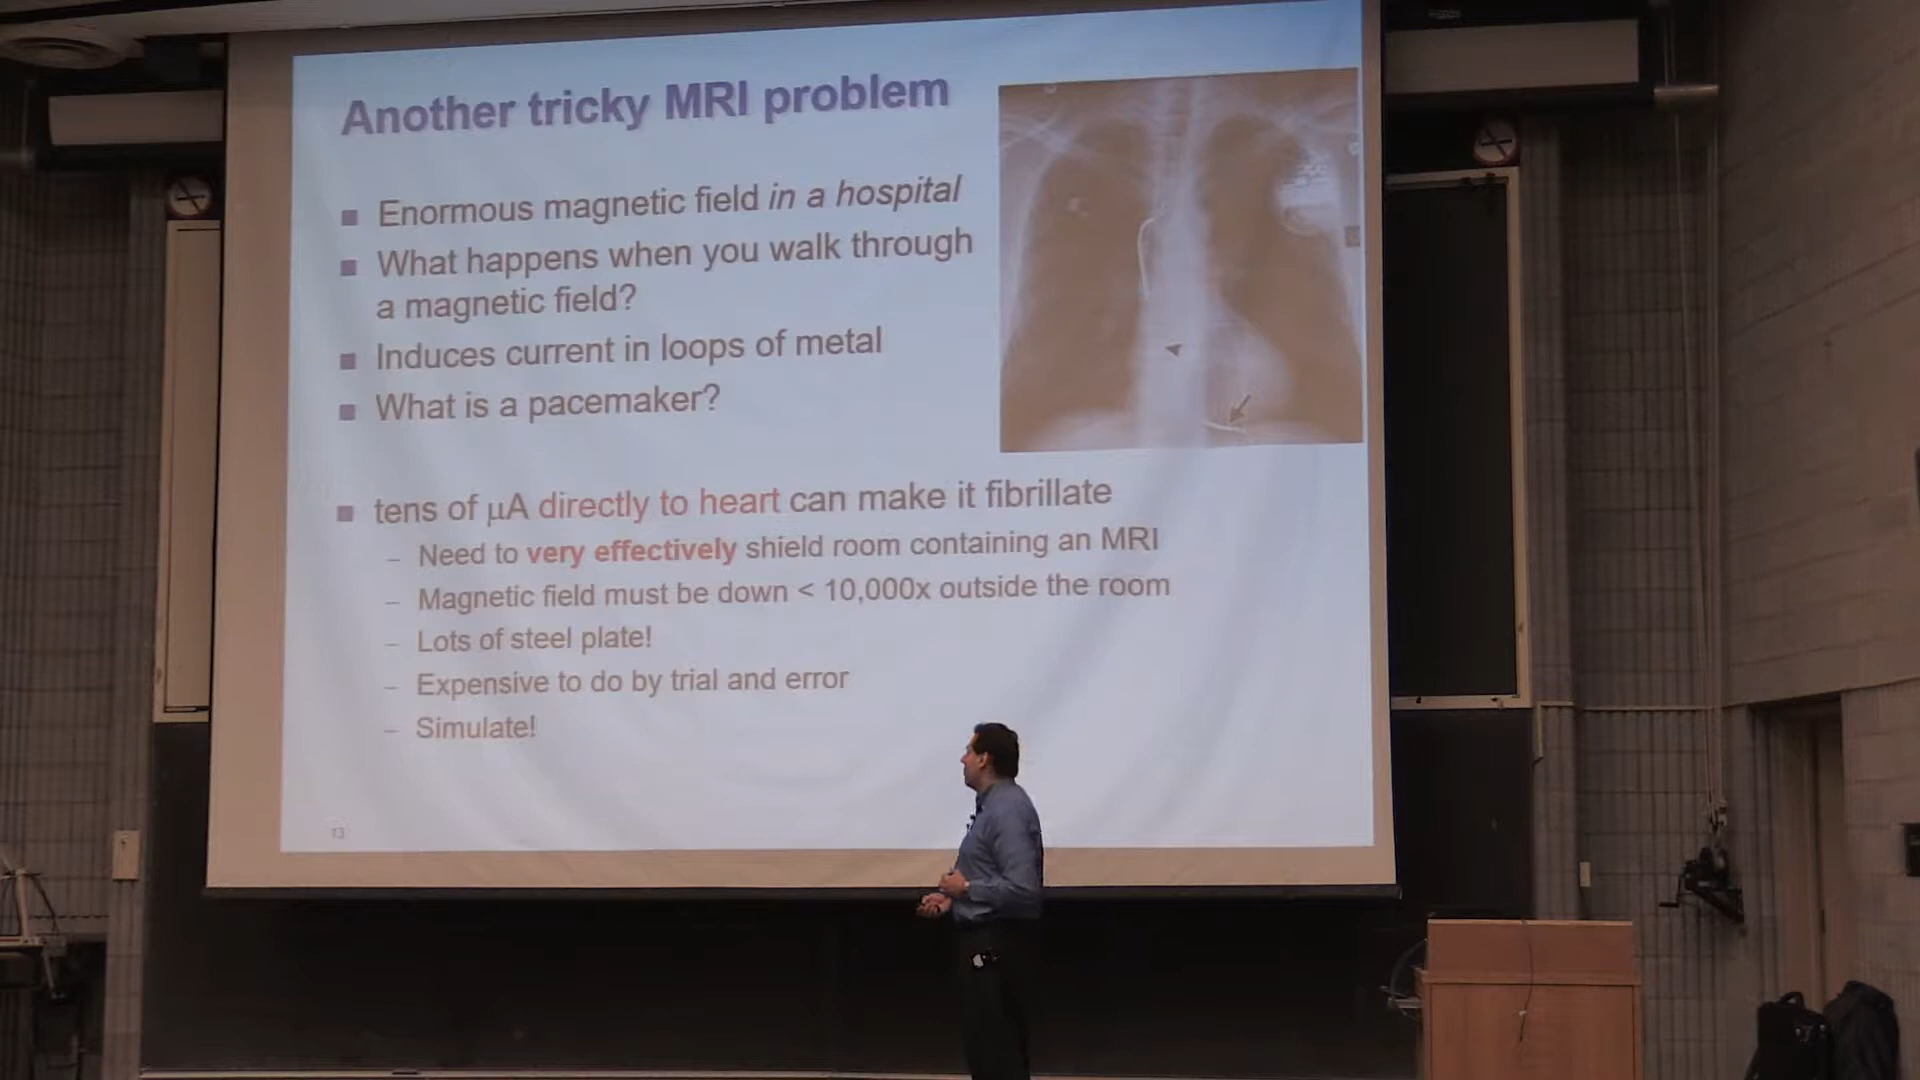 Another tricky MRI problem
Enormous magnetic field in a hospital
What happens when you walk through
a magnetic field?
Induces current in loops of metal
What is a pacemaker?
tens of μA directly to heart can make it fibrillate
– Need to very effectively shield room containing an MRI
– Magnetic field must be down < 10,000x outside the room
– Lots of steel plate!
– Expensive to do by trial and error
– Simulate!
13